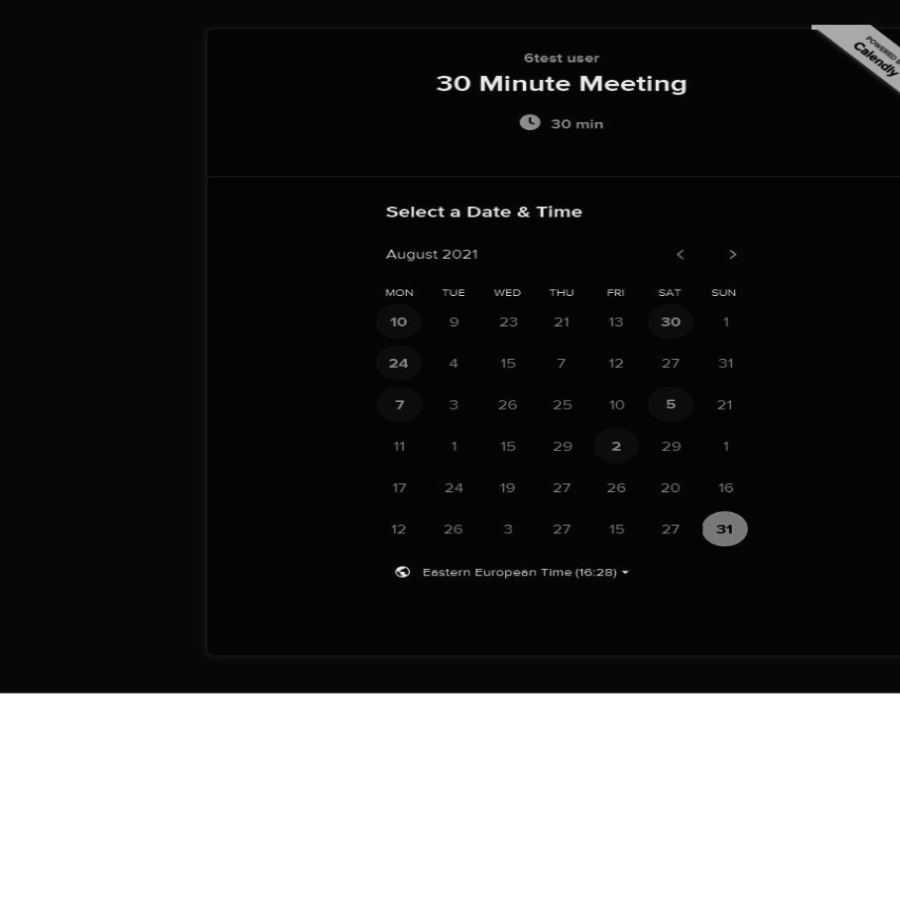 POWERED
Calendly
6test user
30 Minute Meeting
30 min
Select a Date & Time
August 2021 < >
MON TUE WED THU FRI SAT SUN
10 9 23 21 13 30 1
24 4 15 7 12 27 31
7 3 26 25 10 5 21
11 1 15 29 2 29 1
17 24 19 27 26 20 16
12 26 3 27 15 27 31
Eastern European Time (16:28)